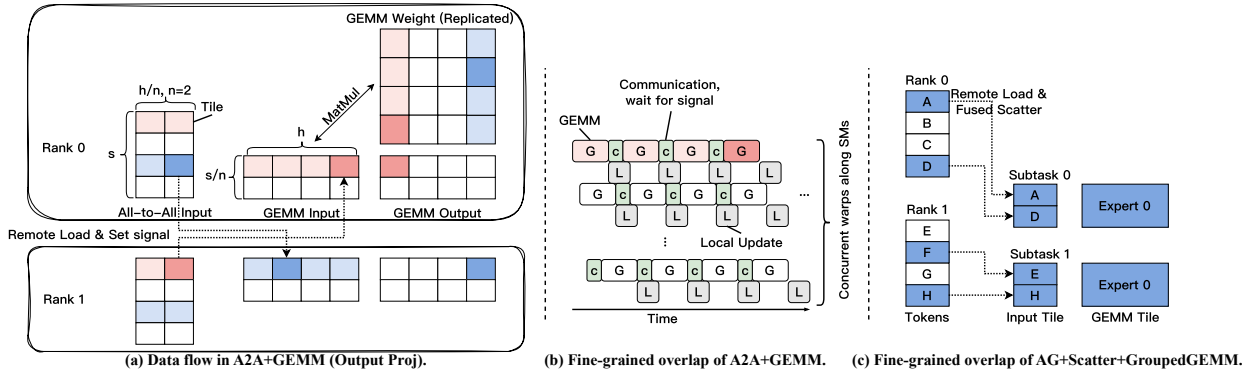 GEMM Weight (Replicated)
h/n, n=2
Tile
MatMul
Rank 0
s
h
s/n
All-to-All Input
GEMM Input
GEMM Output
Remote Load & Set signal
Rank 1
(a) Data flow in A2A+GEMM (Output Proj).
Communication,
wait for signal
GEMM
G c G c G c G
L L L L
G c G c G c G
L L L L
...
Local Update
...
c G c G c G c G
L L L L
Time
Concurrent warps along SMs
(b) Fine-grained overlap of A2A+GEMM.
Rank 0
Remote Load &
Fused Scatter
A
B
C
D
Subtask 0
A
D
Expert 0
Rank 1
E
F
G
H
Subtask 1
E
H
Expert 0
Tokens
Input Tile
GEMM Tile
(c) Fine-grained overlap of AG+Scatter+GroupedGEMM.